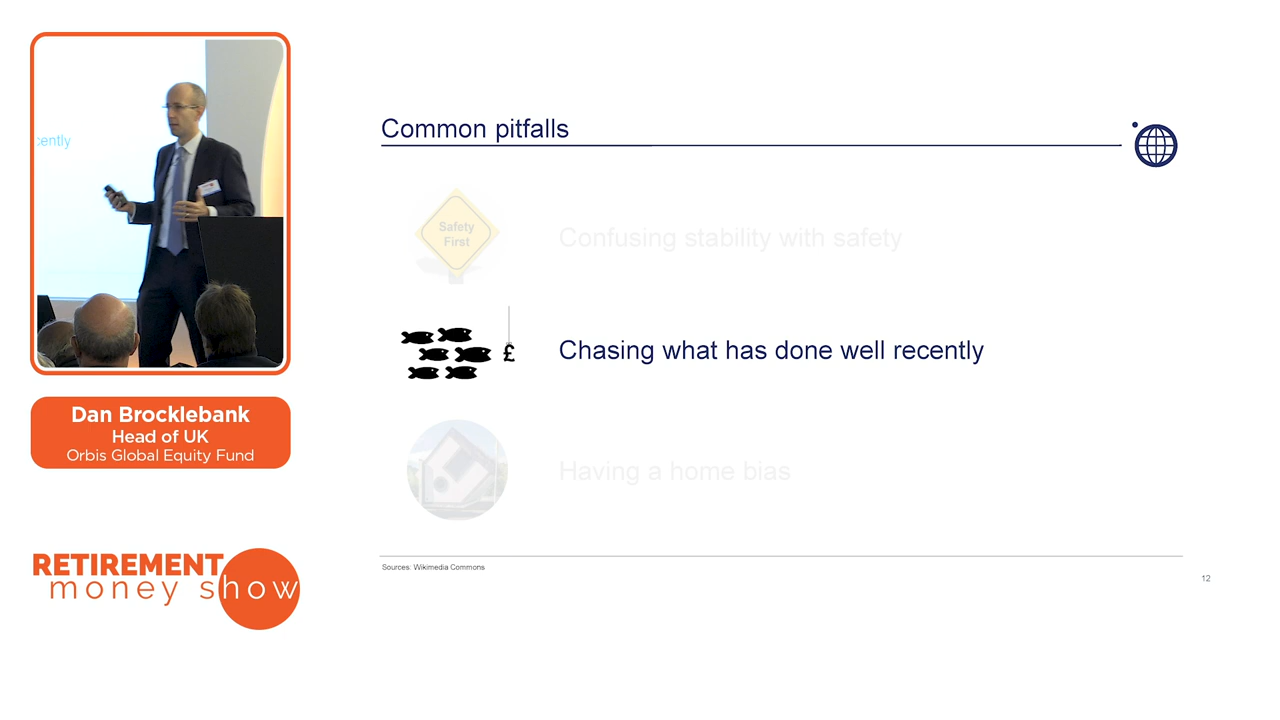 cently
Dan Brocklebank
Head of UK
Orbis Global Equity Fund
RETIREMENT
money show
Common pitfalls
Safety
First
Confusing stability with safety
£
Chasing what has done well recently
Having a home bias
Sources: Wikimedia Commons
12